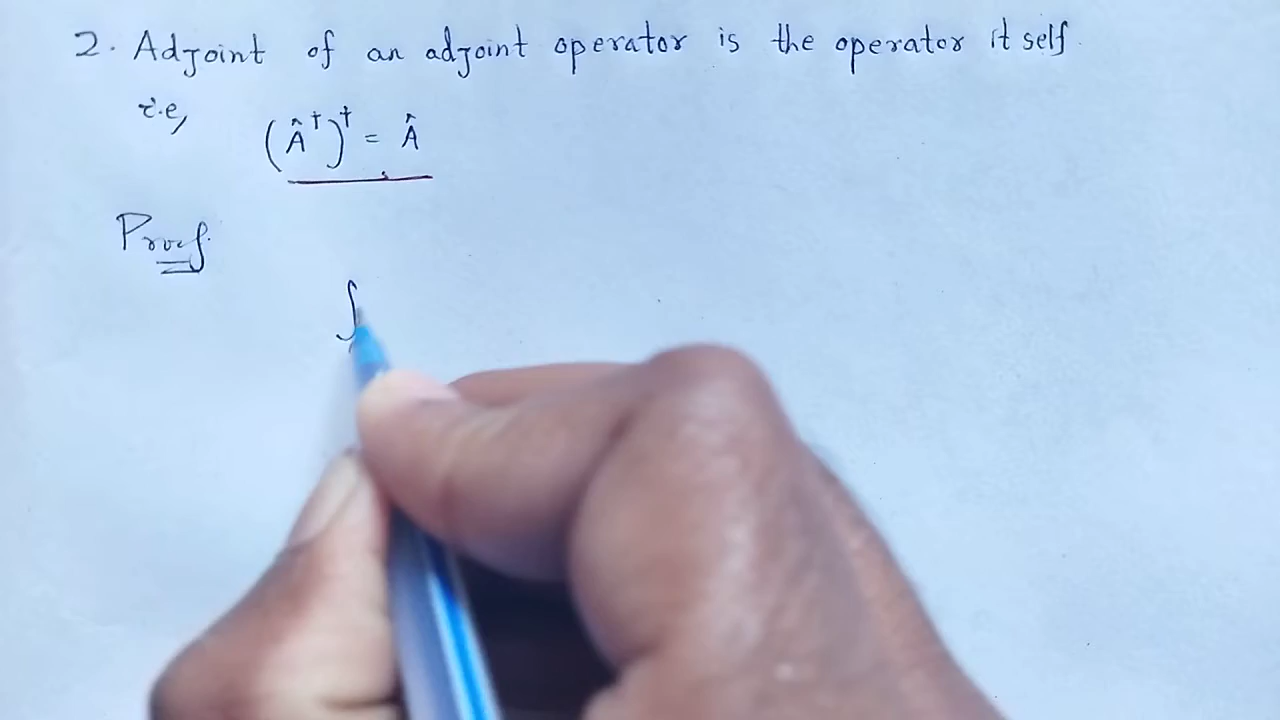 2. Adjoint of an adjoint operator is the operator it self.
i.e,
(Â†)† = Â
Proof.
∫